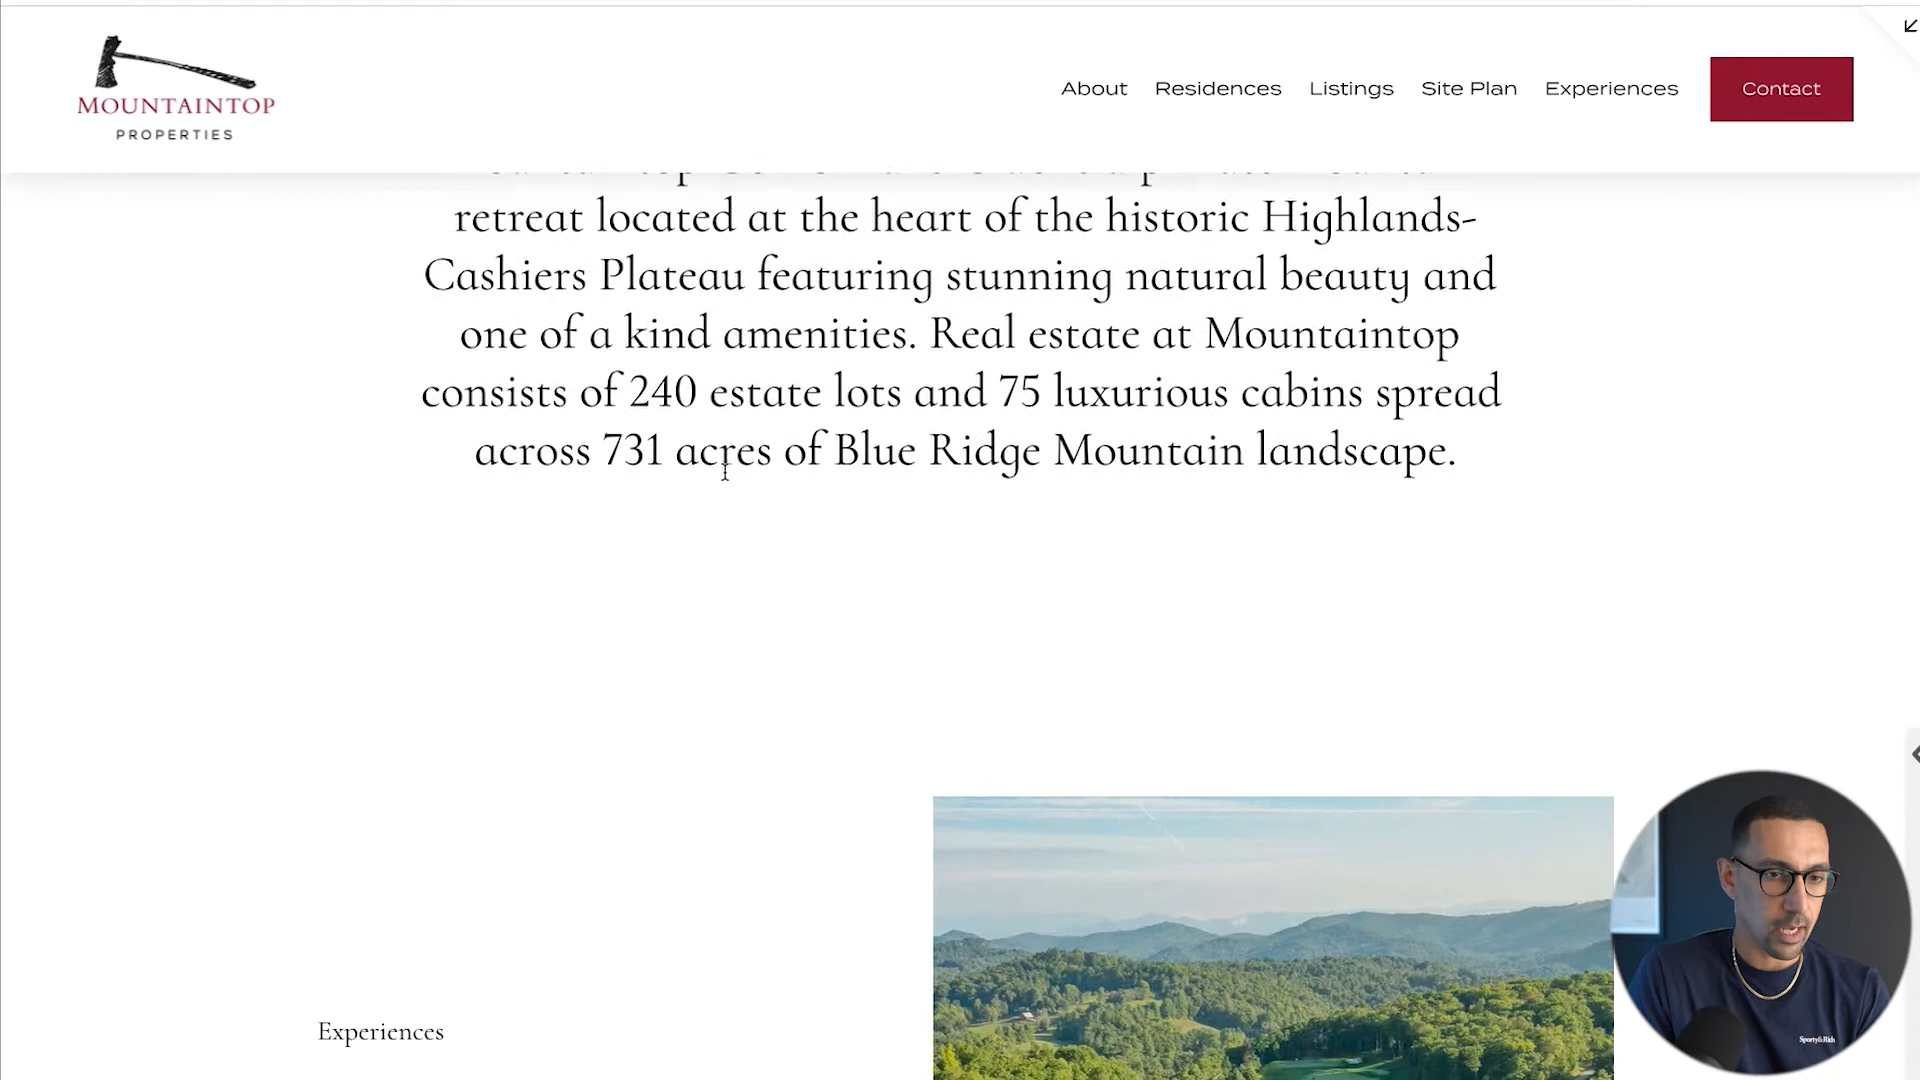 MOUNTAINTOP
PROPERTIES
About Residences Listings Site Plan Experiences Contact
retreat located at the heart of the historic Highlands-
Cashiers Plateau featuring stunning natural beauty and
one of a kind amenities. Real estate at Mountaintop
consists of 240 estate lots and 75 luxurious cabins spread
across 731 acres of Blue Ridge Mountain landscape.
Experiences
Sporty&Rich